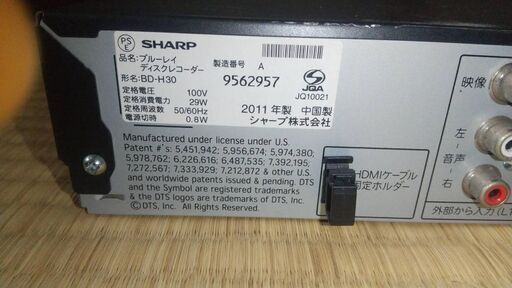 PS E
SHARP
品名:ブルーレイ
ディスクレコーダー
製造番号 A
9562957
形名:BD-H30
定格電圧 100V
定格消費電力 29W
定格周波数 50/60Hz
電源切時 0.8W
JQA
JQ10021
2011年製 中国製
シャープ株式会社
Manufactured under license under U.S.
Patent #'s: 5,451,942; 5,956,674; 5,974,380;
5,978,762; 6,226,616; 6,487,535; 7,392,195;
7,272,567; 7,333,929; 7,212,872 & other U.S.
and worldwide patents issued & pending. DTS
and the Symbol are registered trademarks
& the DTS logos are trademarks of DTS, Inc.
© DTS, Inc. All Rights Reserved.
HDMIケーブル
固定ホルダー
映像
左
音声
右
外部から入力(L1